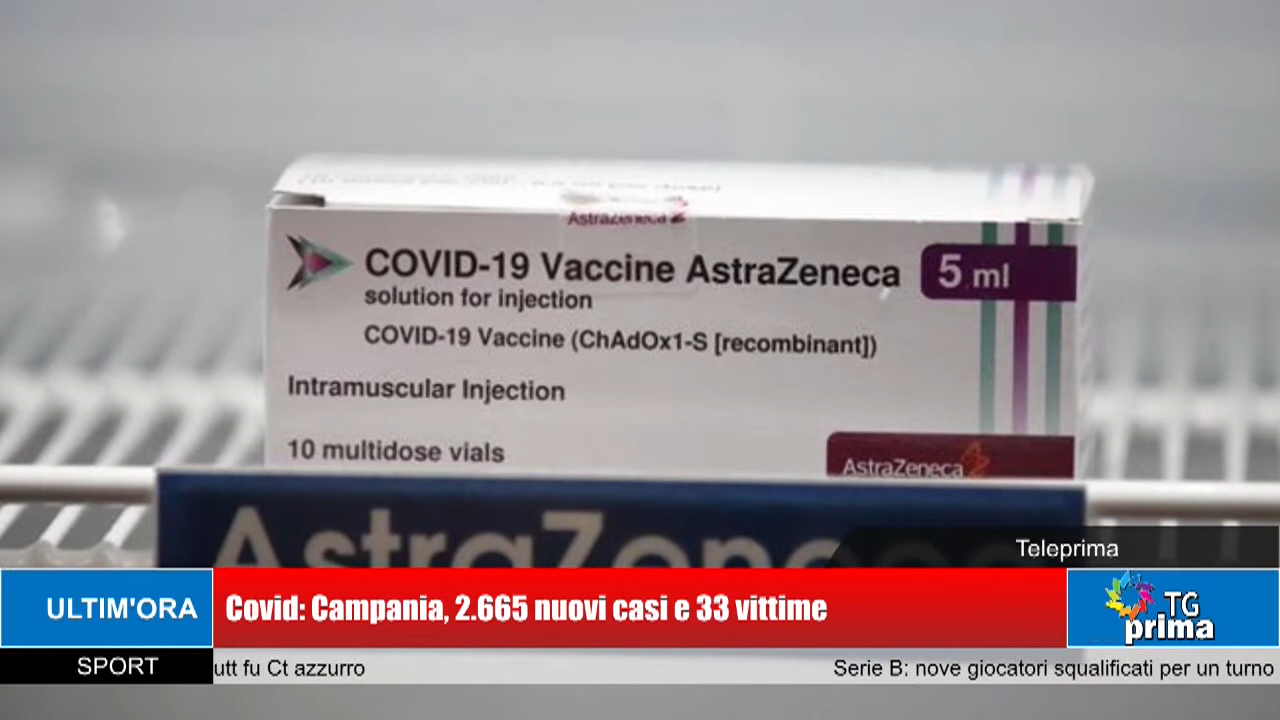 AstraZeneca
COVID-19 Vaccine AstraZeneca
5 ml
solution for injection
COVID-19 Vaccine (ChAdOx1-S [recombinant])
Intramuscular Injection
10 multidose vials
AstraZeneca
AstraZeneca
Teleprima
ULTIM'ORA
Covid: Campania, 2.665 nuovi casi e 33 vittime
TG
prima
SPORT
utt fu Ct azzurro
Serie B: nove giocatori squalificati per un turno